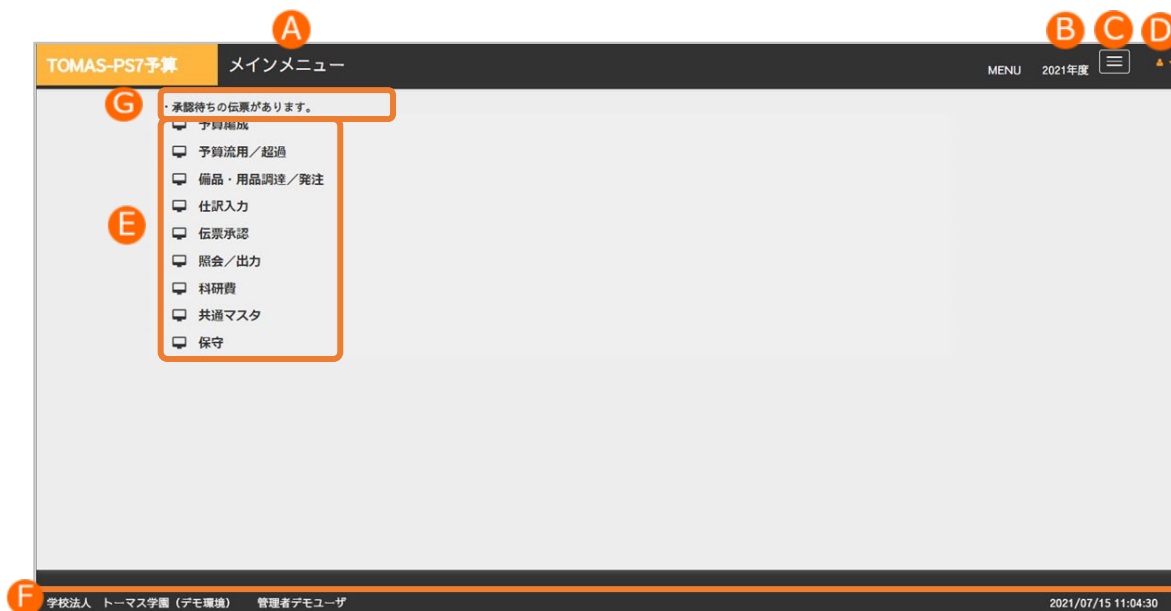 A B C D
TOMAS-PS7予算 メインメニュー MENU 2021年度
G ・承認待ちの伝票があります。
予算編成
予算流用／超過
備品・用品調達／発注
仕訳入力
E 伝票承認
照会／出力
科研費
共通マスタ
保守
F 学校法人 トーマス学園（デモ環境） 管理者デモユーザ 2021/07/15 11:04:30